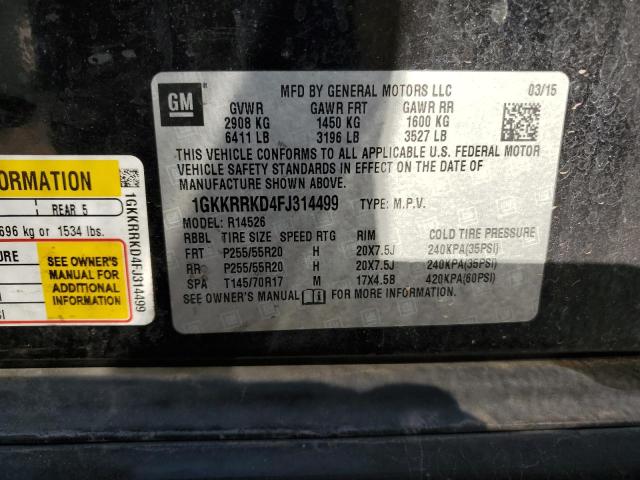 GM
MFD BY GENERAL MOTORS LLC 03/15
GVWR GAWR FRT GAWR RR
2908 KG 1450 KG 1600 KG
6411 LB 3196 LB 3527 LB
THIS VEHICLE CONFORMS TO ALL APPLICABLE U.S. FEDERAL MOTOR
VEHICLE SAFETY STANDARDS IN EFFECT ON THE DATE OF
MANUFACTURE SHOWN ABOVE.
1GKKRRKD4FJ314499 TYPE: M.P.V.
MODEL: R14526
RBBL TIRE SIZE SPEED RTG RIM COLD TIRE PRESSURE
FRT P255/55R20 H 20X7.5J 240KPA(35PSI)
RR P255/55R20 H 20X7.5J 240KPA(35PSI)
SPA T145/70R17 M 17X4.5B 420KPA(60PSI)
SEE OWNER'S MANUAL FOR MORE INFORMATION.
ORMATION
REAR 5
696 kg or 1534 lbs.
URE
SEE OWNER'S
MANUAL FOR
ADDITIONAL
INFORMATION
SI
1GKKRRKD4FJ314499